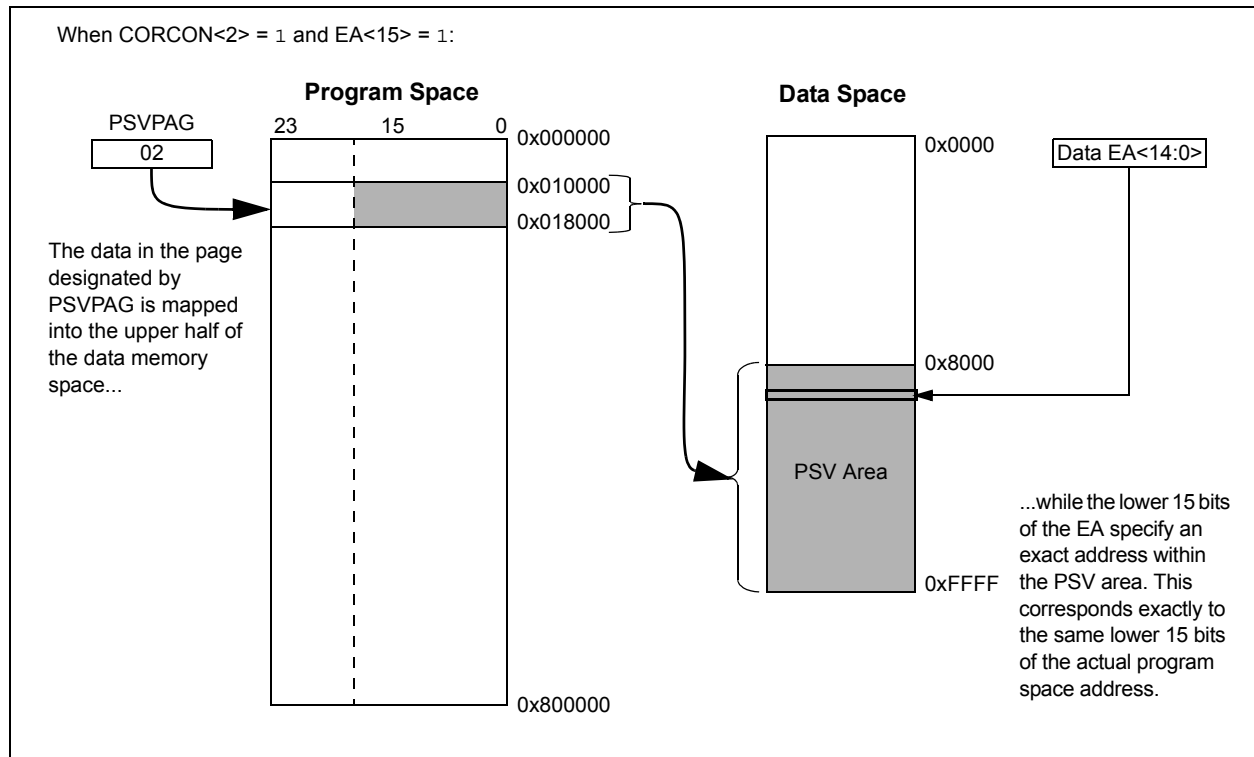 When CORCON<2> = 1 and EA<15> = 1:
Program Space
Data Space
PSVPAG
02
23
15
0
0x000000
0x010000
0x018000
0x800000
The data in the page
designated by
PSVPAG is mapped
into the upper half of
the data memory
space...
0x0000
Data EA<14:0>
0x8000
PSV Area
0xFFFF
...while the lower 15 bits
of the EA specify an
exact address within
the PSV area. This
corresponds exactly to
the same lower 15 bits
of the actual program
space address.